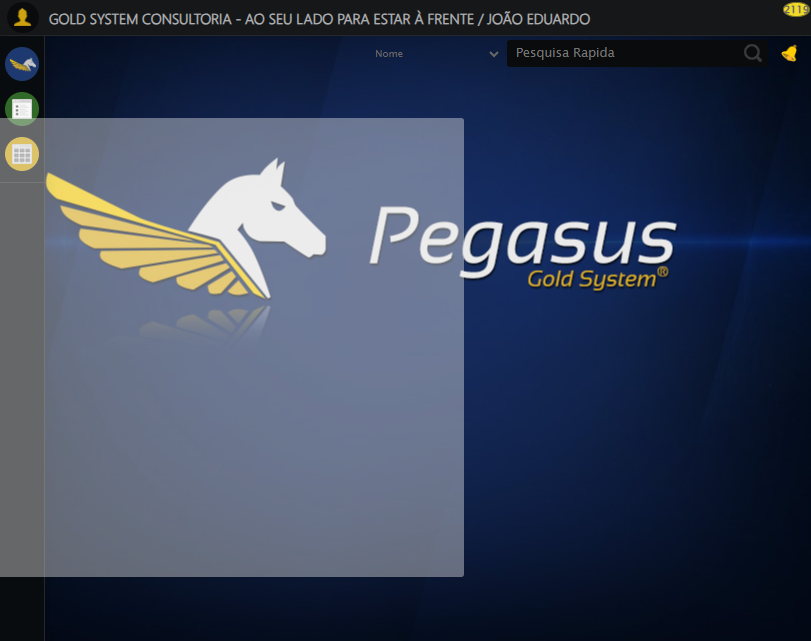 GOLD SYSTEM CONSULTORIA - AO SEU LADO PARA ESTAR À FRENTE / JOÃO EDUARDO
2119
Nome
Pesquisa Rapida
Pegasus
Gold System®